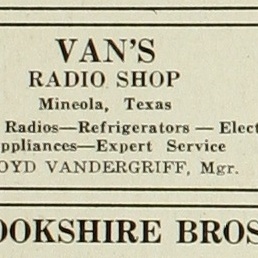 VAN'S
RADIO SHOP
Mineola, Texas
Radios—Refrigerators — Elect
ppliances—Expert Service
OYD VANDERGRIFF, Mgr.
OOKSHIRE BROS